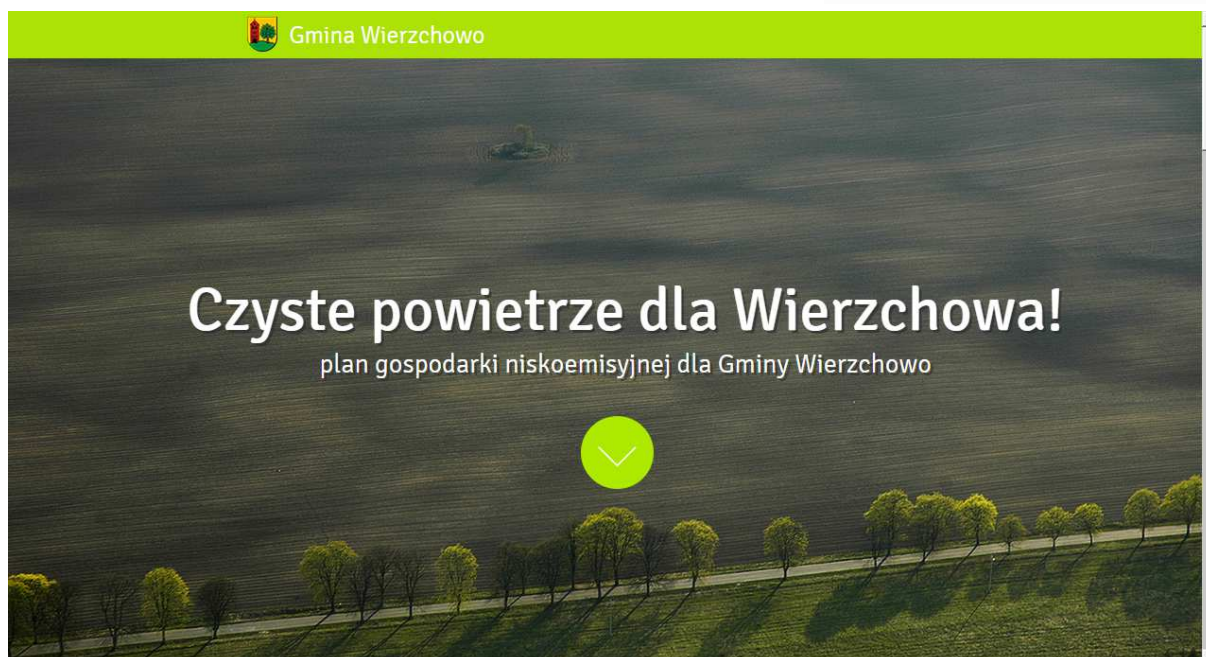 Gmina Wierzchowo
Czyste powietrze dla Wierzchowa!
plan gospodarki niskoemisyjnej dla Gminy Wierzchowo